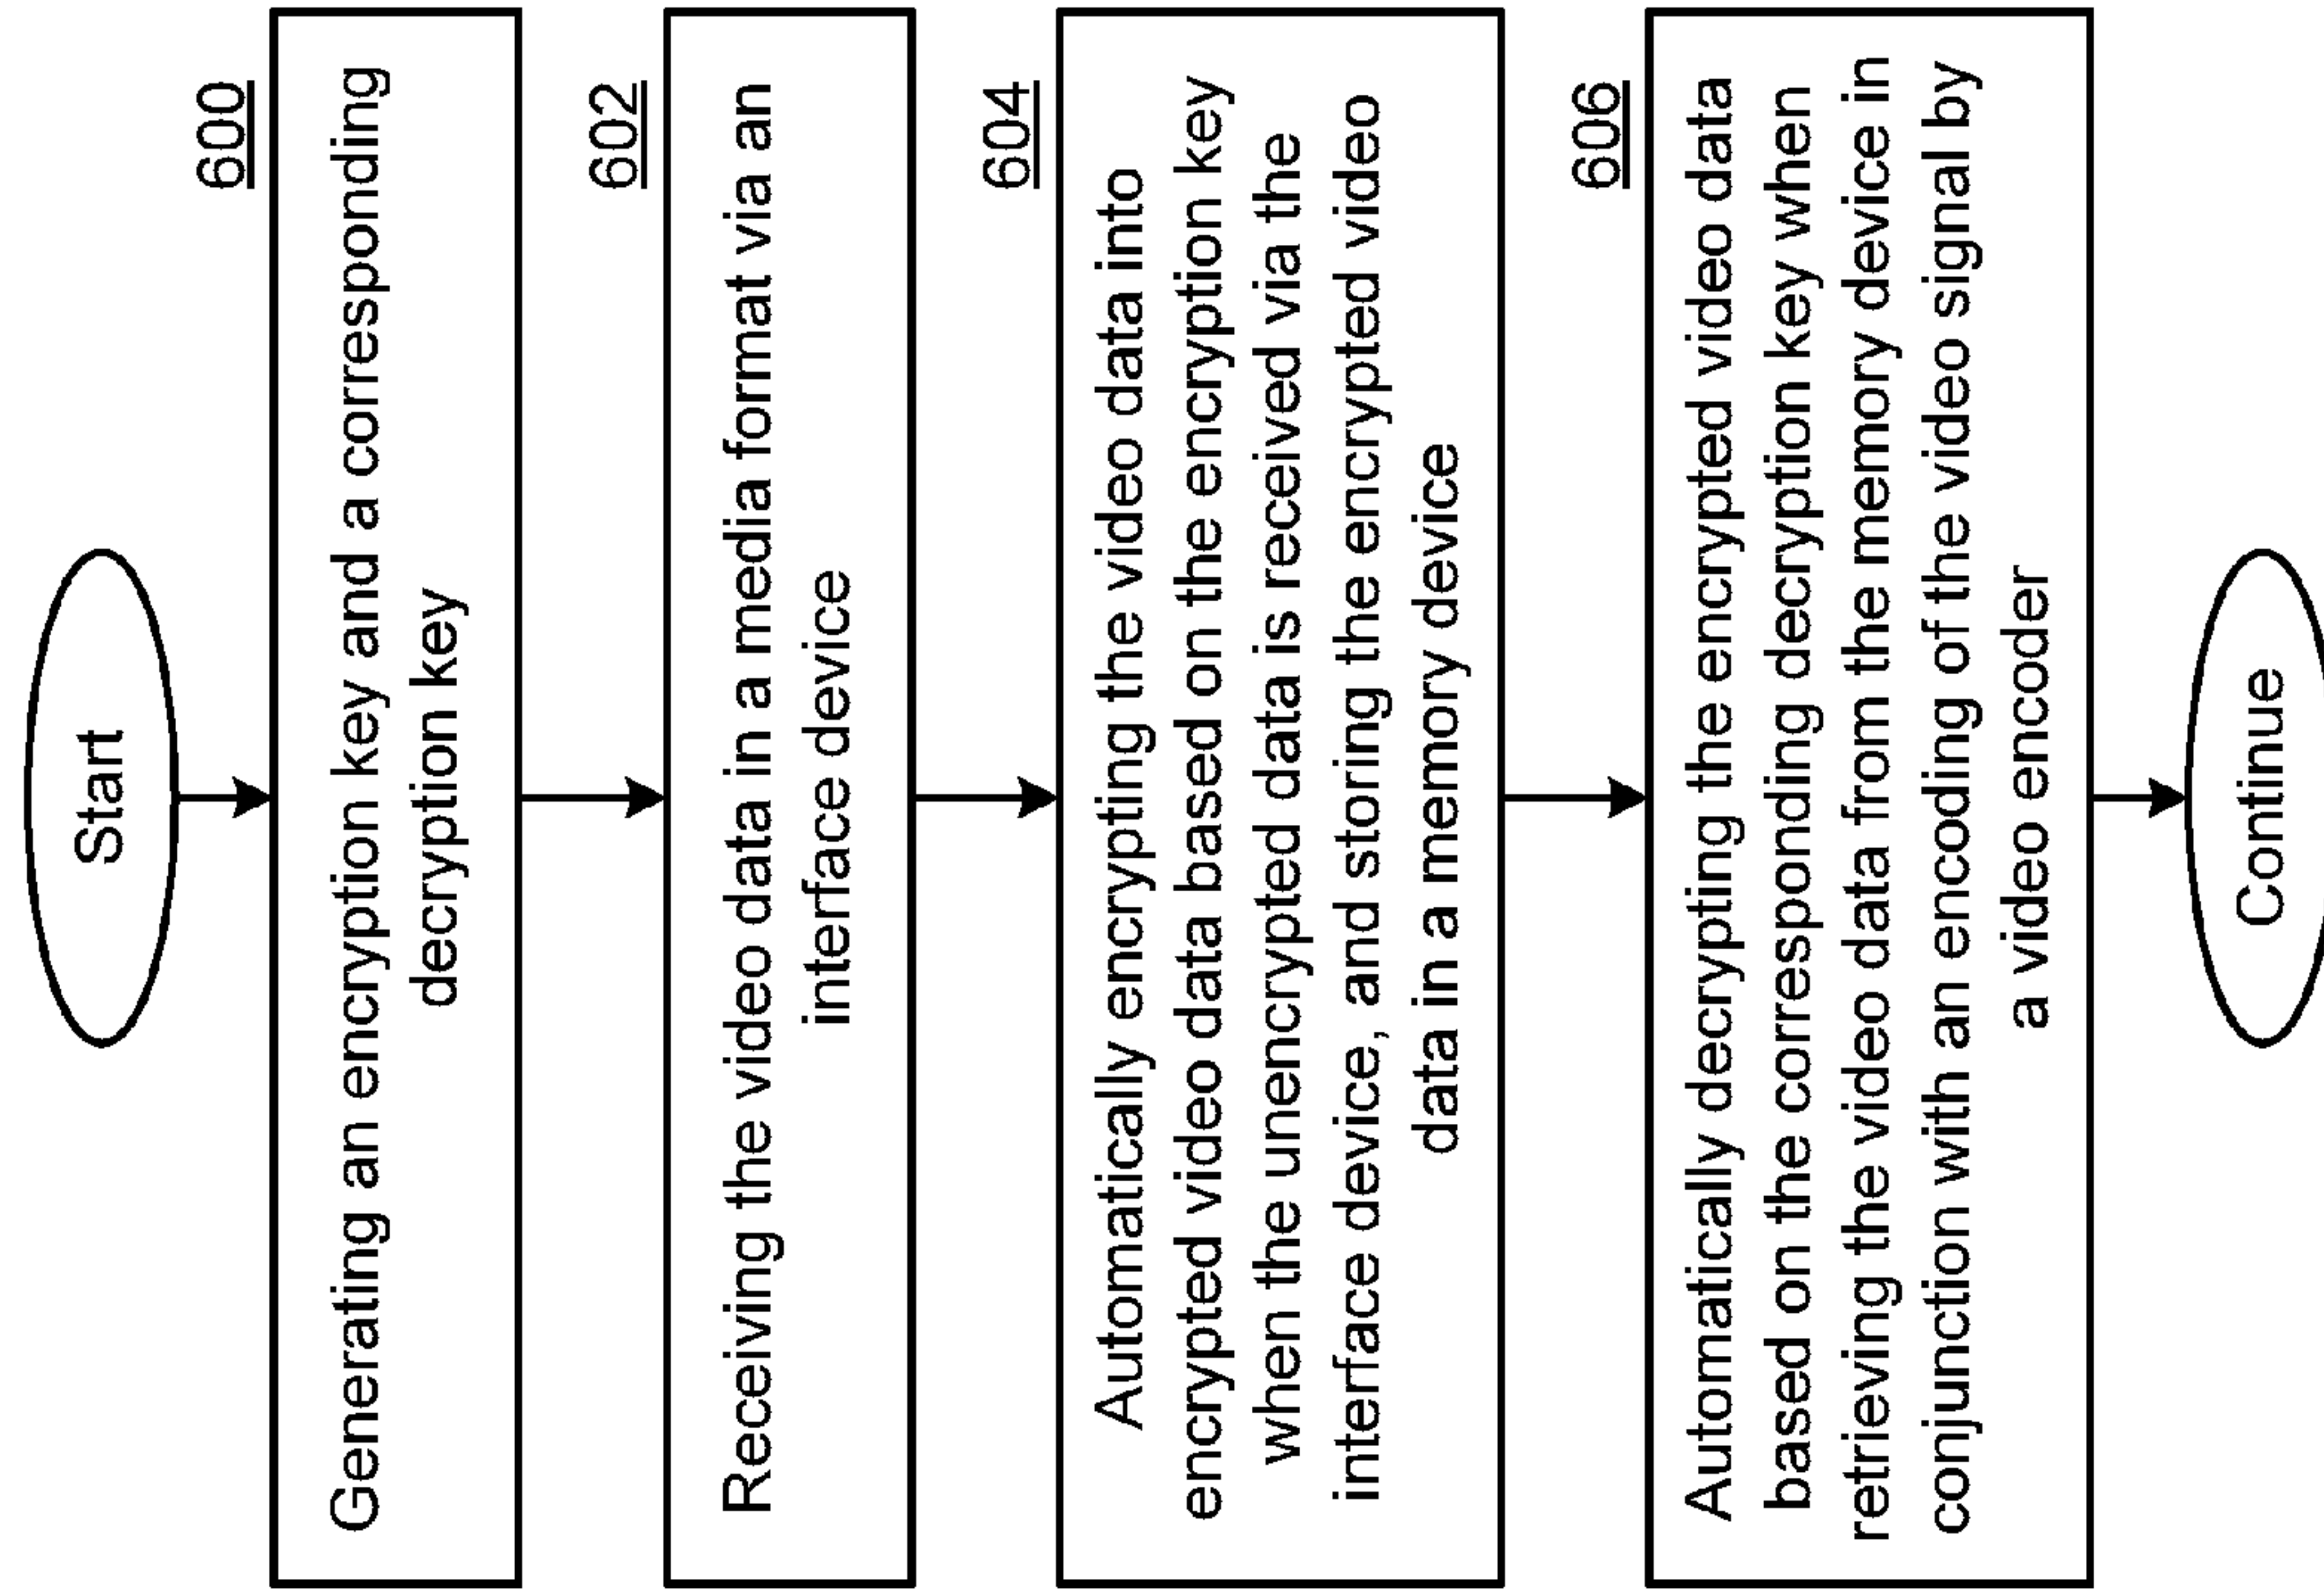 Start
600
Generating an encryption key and a corresponding
decryption key
602
Receiving the video data in a media format via an
interface device
604
Automatically encrypting the video data into
encrypted video data based on the encryption key
when the unencrypted data is received via the
interface device, and storing the encrypted video
data in a memory device
606
Automatically decrypting the encrypted video data
based on the corresponding decryption key when
retrieving the video data from the memory device in
conjunction with an encoding of the video signal by
a video encoder
Continue